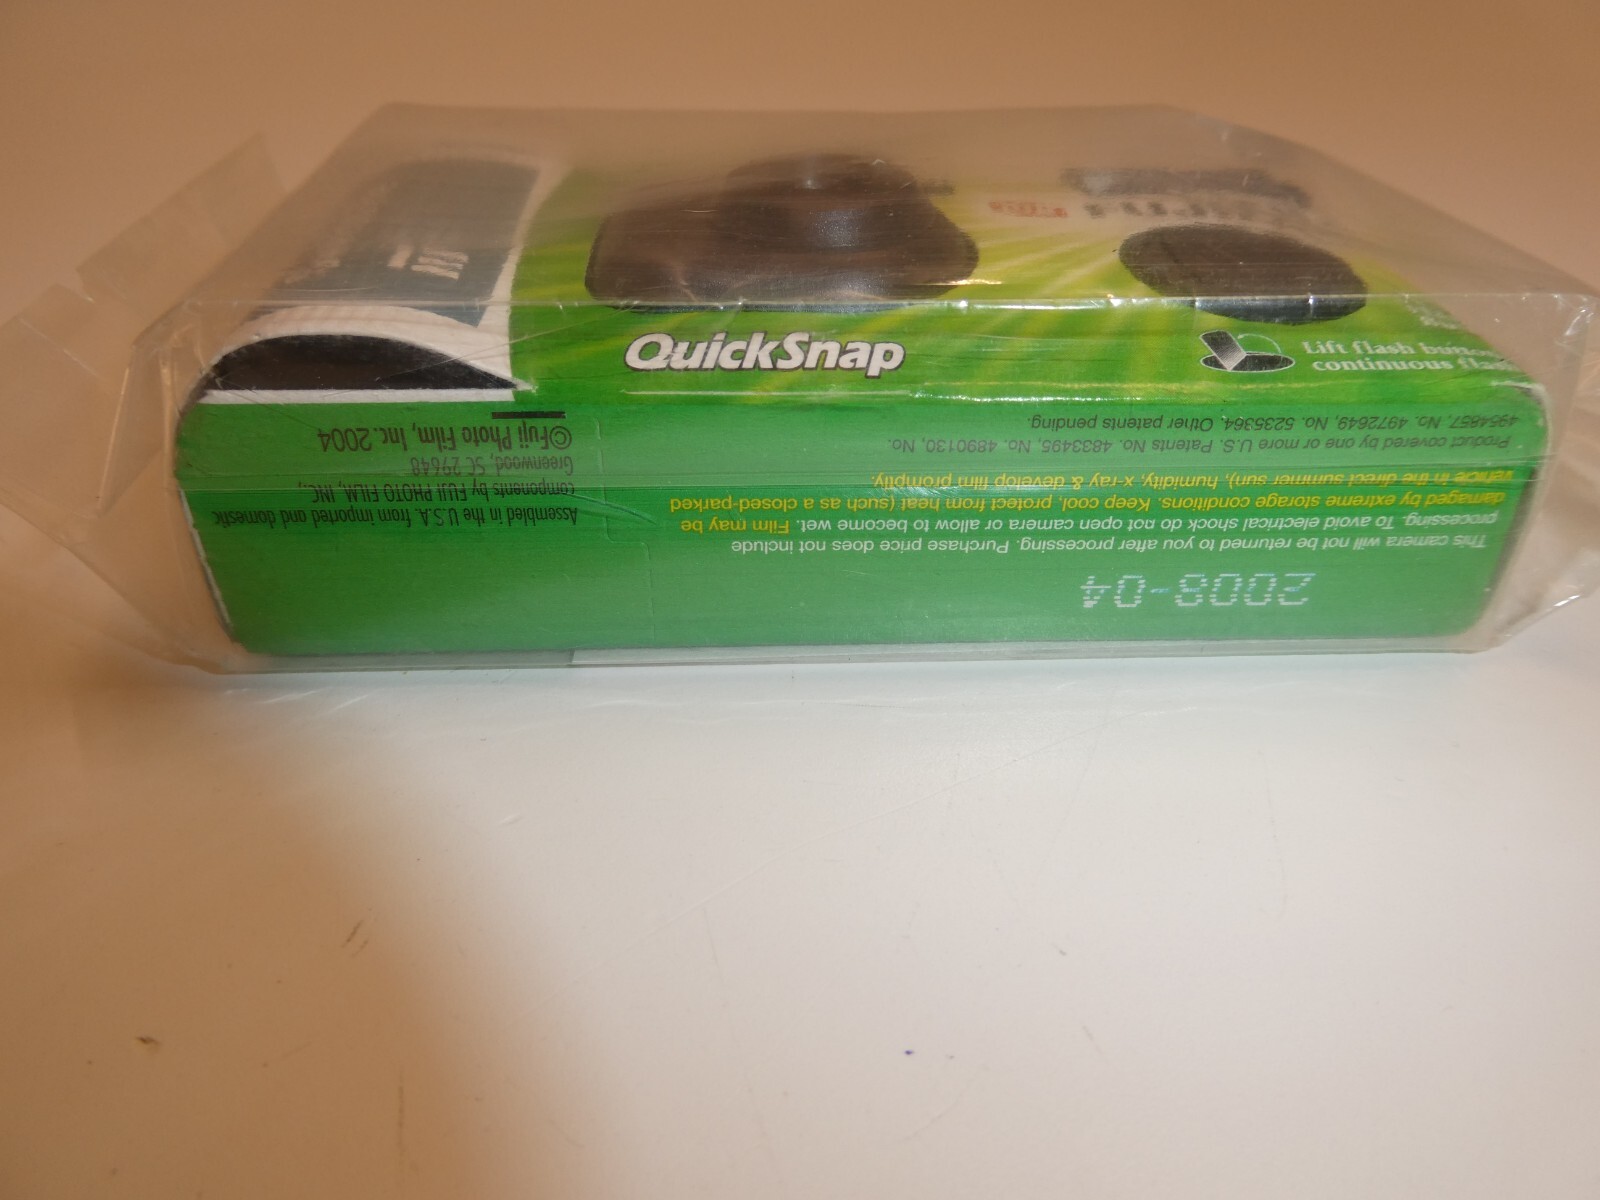 QuickSnap
Lift flash button
continuous
2008-04
This camera will not be returned to you after processing. Purchase price does not include
processing. To avoid electrical shock do not open camera or allow to become wet. Film may be
damaged by extreme storage conditions. Keep cool, protect from heat (such as a closed-parked
vehicle in the direct summer sun), humidity, x-ray & develop film promptly.
Product covered by one or more U.S. Patents No. 4833495, No. 4890130, No.
4954857, No. 4972649, No. 5235364. Other patents pending.
Assembled in the U.S.A. from imported and domestic
components by FUJI PHOTO FILM, INC.,
Greenwood, SC 29648
©Fuji Photo Film, Inc. 2004